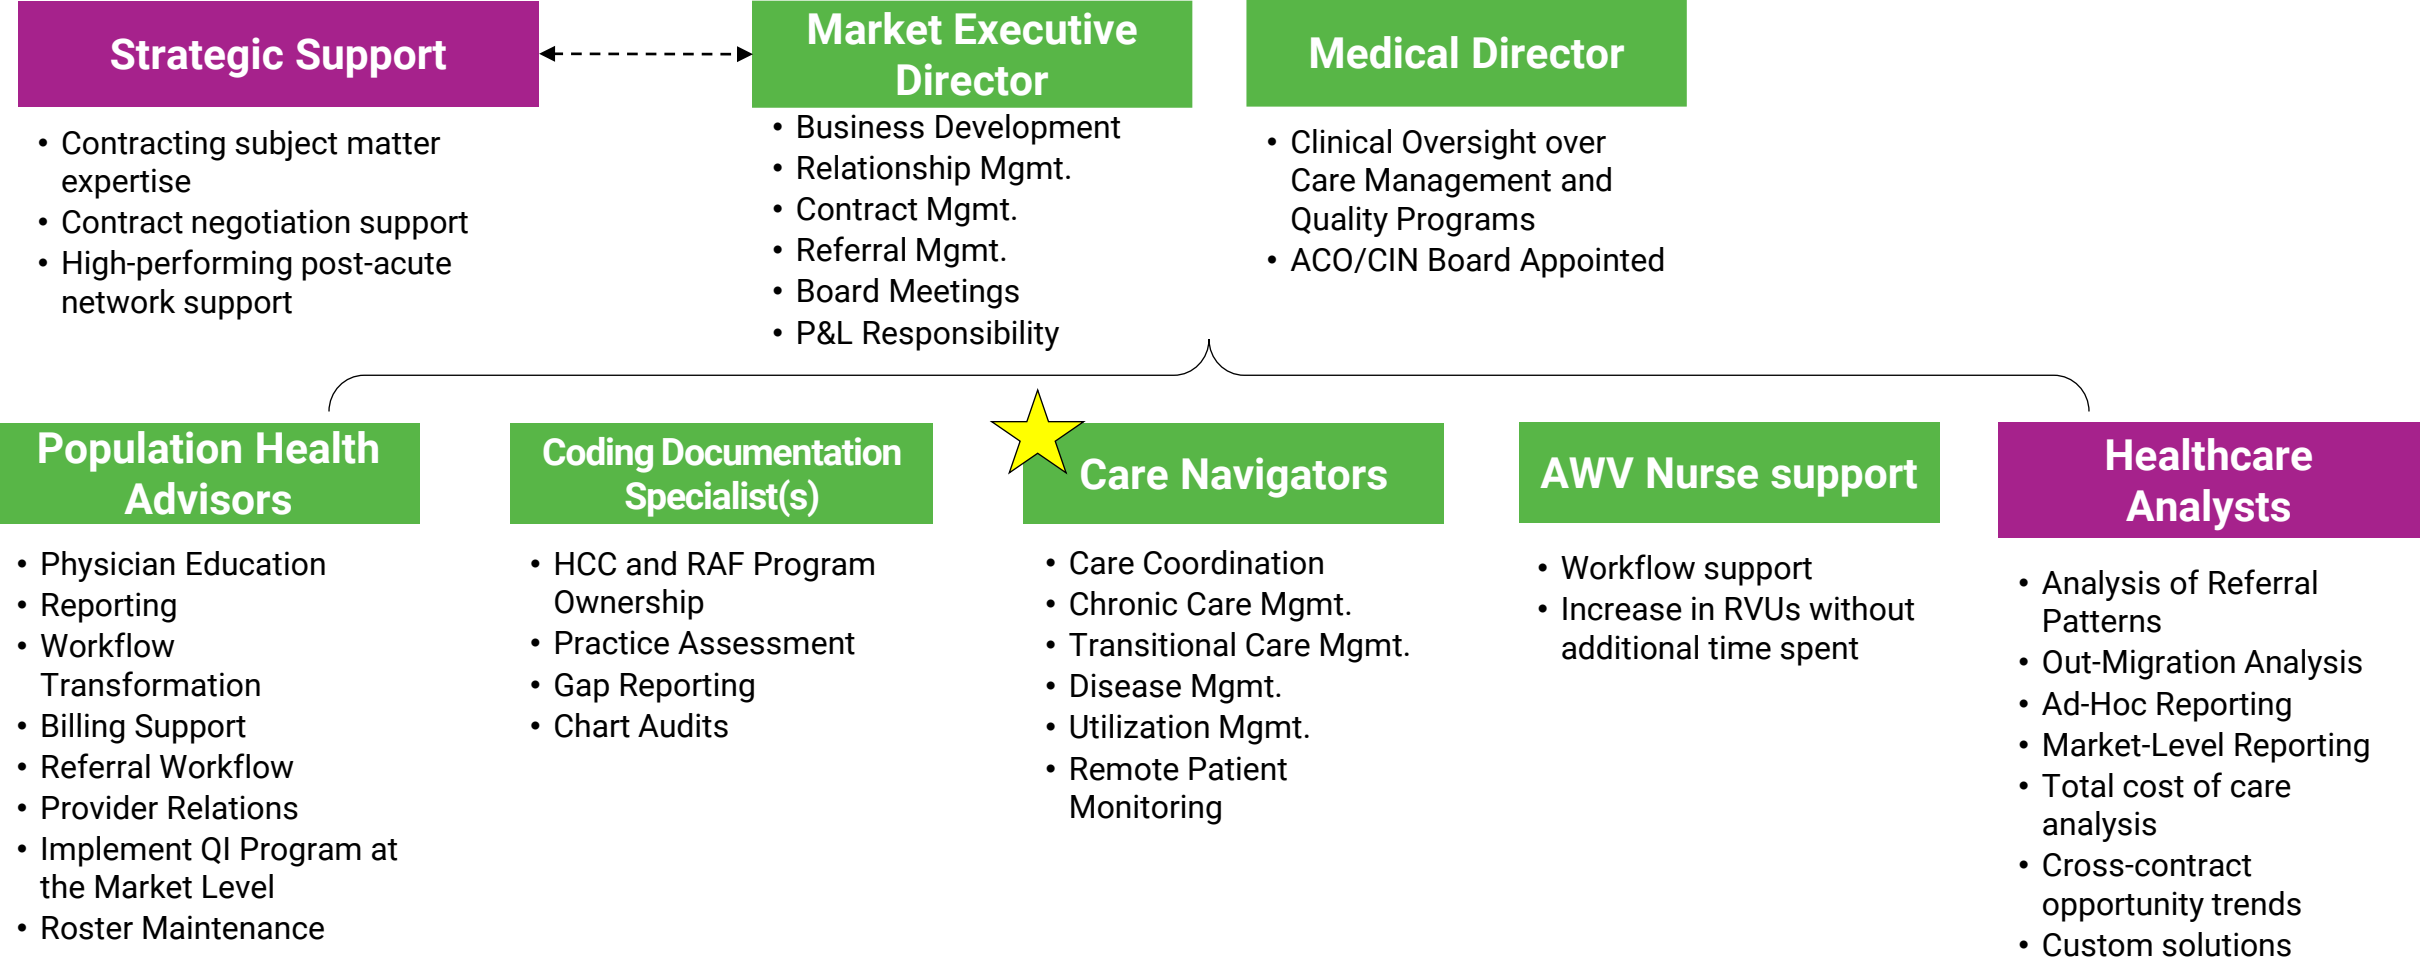 Strategic Support
• Contracting subject matter
expertise
• Contract negotiation support
• High-performing post-acute
network support
Market Executive
Director
• Business Development
• Relationship Mgmt.
• Contract Mgmt.
• Referral Mgmt.
• Board Meetings
• P&L Responsibility
Medical Director
• Clinical Oversight over
Care Management and
Quality Programs
• ACO/CIN Board Appointed
Population Health
Advisors
• Physician Education
• Reporting
• Workflow
Transformation
• Billing Support
• Referral Workflow
• Provider Relations
• Implement QI Program at
the Market Level
• Roster Maintenance
Coding Documentation
Specialist(s)
• HCC and RAF Program
Ownership
• Practice Assessment
• Gap Reporting
• Chart Audits
Care Navigators
• Care Coordination
• Chronic Care Mgmt.
• Transitional Care Mgmt.
• Disease Mgmt.
• Utilization Mgmt.
• Remote Patient
Monitoring
AWV Nurse support
• Workflow support
• Increase in RVUs without
additional time spent
Healthcare
Analysts
• Analysis of Referral
Patterns
• Out-Migration Analysis
• Ad-Hoc Reporting
• Market-Level Reporting
• Total cost of care
analysis
• Cross-contract
opportunity trends
• Custom solutions